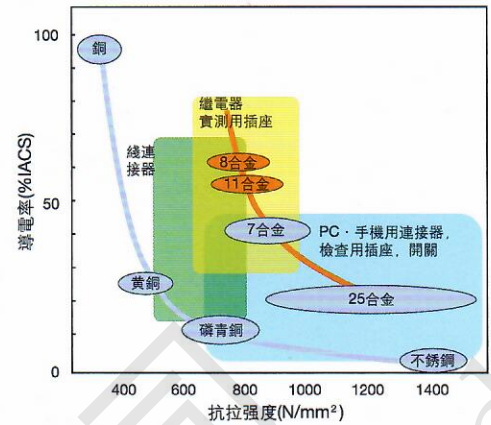 100
銅
繼電器
實測用插座
綫連
接器
8合金
11合金
導電率(%IACS)
50
7合金
PC・手機用連接器,
檢查用插座, 開關
黄銅
25合金
磷青銅
不銹鋼
0
400
600
800
1000
1200
1400
抗拉强度(N/mm²)